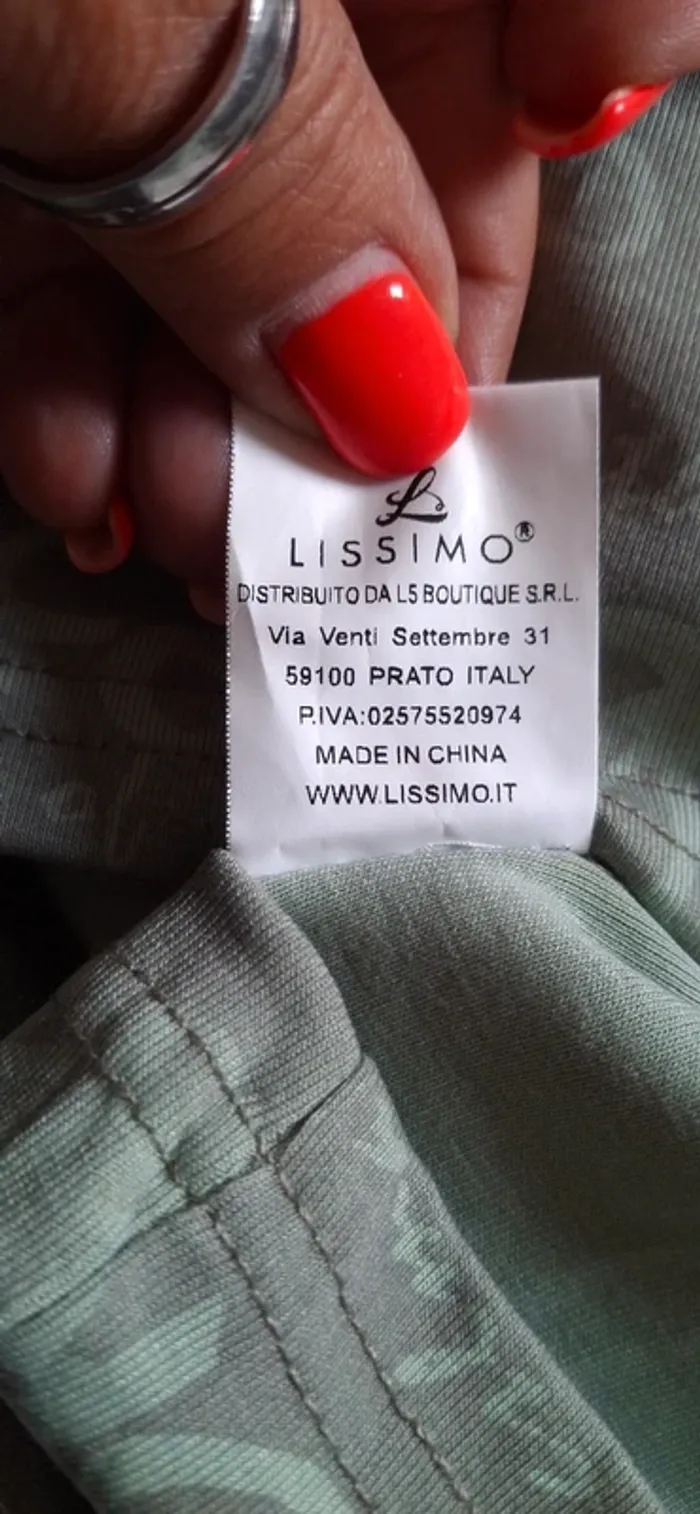 L
LISSIMO®
DISTRIBUITO DA L5 BOUTIQUE S.R.L.
Via Venti Settembre 31
59100 PRATO ITALY
P.IVA:02575520974
MADE IN CHINA
WWW.LISSIMO.IT